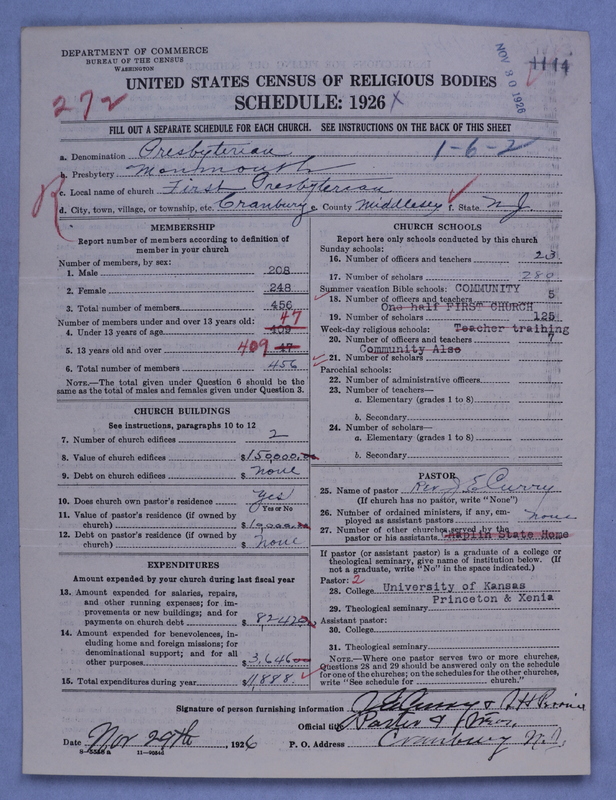 DEPARTMENT OF COMMERCE
BUREAU OF THE CENSUS
WASHINGTON
NOV 30 1926
1114
UNITED STATES CENSUS OF RELIGIOUS BODIES
272
SCHEDULE: 1926 x
FILL OUT A SEPARATE SCHEDULE FOR EACH CHURCH. SEE INSTRUCTIONS ON THE BACK OF THIS SHEET
a. Denomination Presbyterian 1-6-2
b. Presbytery Monmouth
c. Local name of church First Presbyterian
R
d. City, town, village, or township, etc. Cranbury e. County Middlesex f. State N.J.
MEMBERSHIP
Report number of members according to definition of
member in your church
Number of members, by sex:
1. Male 208
2. Female 248
3. Total number of members 456
Number of members under and over 13 years old: 47
4. Under 13 years of age 409
5. 13 years old and over 409 47
6. Total number of members 456
NOTE.—The total given under Question 6 should be the
same as the total of males and females given under Question 3.
CHURCH BUILDINGS
See instructions, paragraphs 10 to 12
7. Number of church edifices 2
8. Value of church edifices $150000.00
9. Debt on church edifices $ None
10. Does church own pastor's residence Yes
Yes or No
11. Value of pastor's residence (if owned by
church) $10000.00
12. Debt on pastor's residence (if owned by
church) $ None
EXPENDITURES
Amount expended by your church during last fiscal year
13. Amount expended for salaries, repairs,
and other running expenses; for im-
provements or new buildings; and for
payments on church debt $ 8242.00
14. Amount expended for benevolences, in-
cluding home and foreign missions; for
denominational support; and for all
other purposes $ 3,646.00
15. Total expenditures during year $ 11,888.
CHURCH SCHOOLS
Report here only schools conducted by this church
Sunday schools:
16. Number of officers and teachers 23
17. Number of scholars 280
Summer vacation Bible schools: COMMUNITY
18. Number of officers and teachers 5
One half FIRST CHURCH
19. Number of scholars 125
Week-day religious schools: Teacher training
20. Number of officers and teachers 7
Community Also
21. Number of scholars
Parochial schools:
22. Number of administrative officers
23. Number of teachers—
a. Elementary (grades 1 to 8)
b. Secondary
24. Number of scholars—
a. Elementary (grades 1 to 8)
b. Secondary
PASTOR
25. Name of pastor Rev. J. E. Curry
(If church has no pastor, write "None")
26. Number of ordained ministers, if any, em-
ployed as assistant pastors None
27. Number of other churches served by the
pastor or his assistants Chaplin State Home
If pastor (or assistant pastor) is a graduate of a college or
theological seminary, give name of institution below. (If
not a graduate, write "No" in the space indicated.)
Pastor: 2
28. College University of Kansas
Princeton & Xenia
29. Theological seminary
Assistant pastor:
30. College
31. Theological seminary
NOTE.—Where one pastor serves two or more churches,
Questions 28 and 29 should be answered only on the schedule
for one of the churches; on the schedules for the other churches,
write "See schedule for church."
Signature of person furnishing information Curry &
Official title Pastor &
Date Nov 29th, 1926 P. O. Address Cranbury N.J.